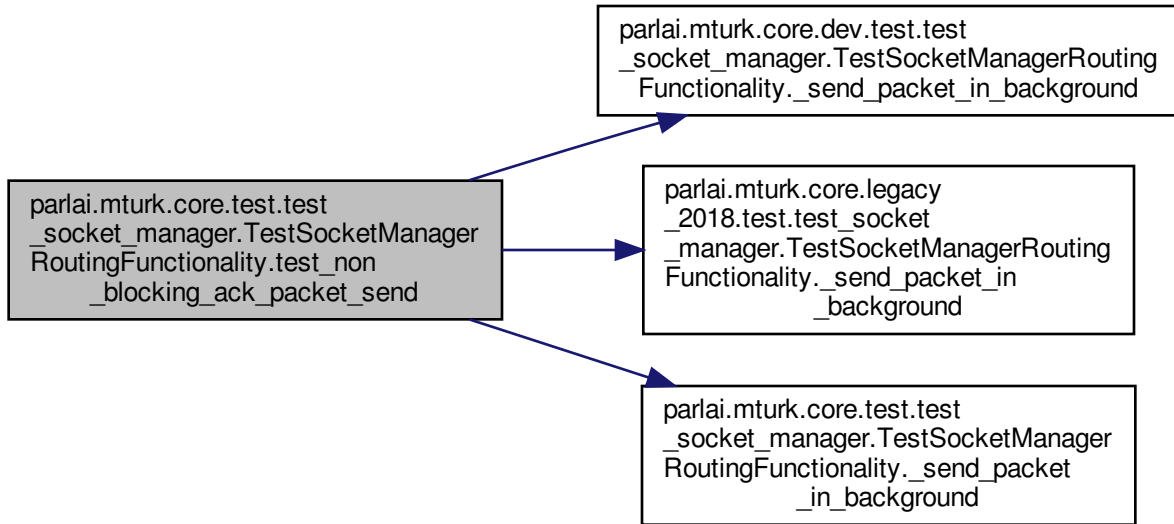 parlai.mturk.core.dev.test.test
_socket_manager.TestSocketManagerRouting
Functionality._send_packet_in_background
parlai.mturk.core.test.test
_socket_manager.TestSocketManager
RoutingFunctionality.test_non
_blocking_ack_packet_send
parlai.mturk.core.legacy
_2018.test.test_socket
_manager.TestSocketManagerRouting
Functionality._send_packet_in
_background
parlai.mturk.core.test.test
_socket_manager.TestSocketManager
RoutingFunctionality._send_packet
_in_background